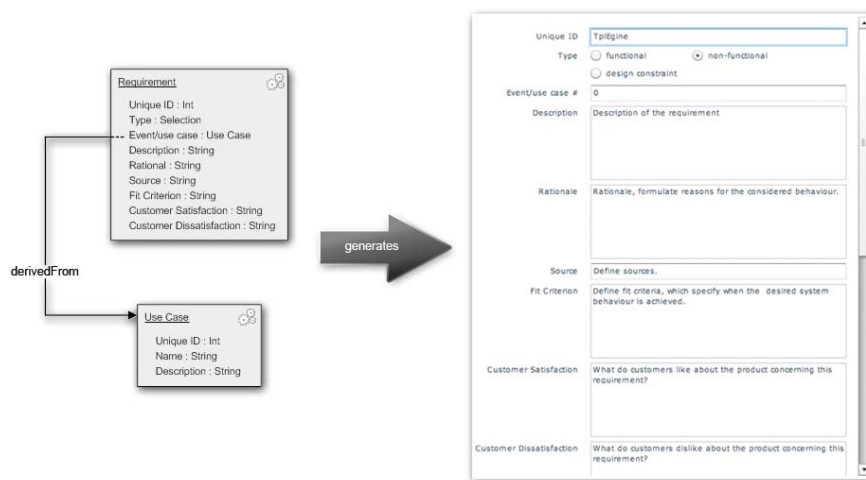 Requirement
Unique ID : Int
Type : Selection
Event/use case : Use Case
Description : String
Rational : String
Source : String
Fit Criterion : String
Customer Satisfaction : String
Customer Dissatisfaction : String
derivedFrom
Use Case
Unique ID : Int
Name : String
Description : String
generates
Unique ID TplEgine
Type functional non-functional
design constraint
Event/use case # 0
Description Description of the requirement
Rationale Rationale, formulate reasons for the considered behaviour.
Source Define sources.
Fit Criterion Define fit criteria, which specify when the desired system
behaviour is achieved.
Customer Satisfaction What do customers like about the product concerning this
requirement?
Customer Dissatisfaction What do customers dislike about the product concerning this
requirement?